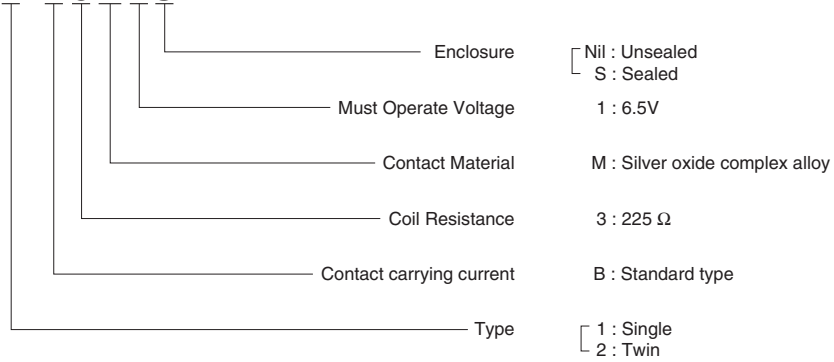 Enclosure Nil : Unsealed
S : Sealed
Must Operate Voltage 1 : 6.5V
Contact Material M : Silver oxide complex alloy
Coil Resistance 3 : 225 Ω
Contact carrying current B : Standard type
Type 1 : Single
2 : Twin